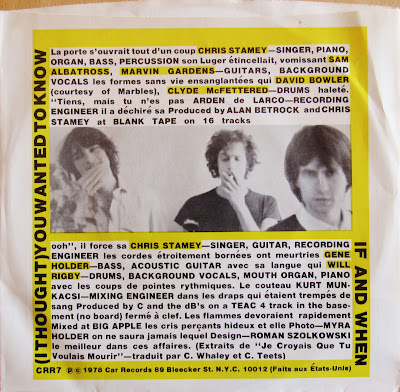 La porte s'ouvrait tout d'un coup CHRIS STAMEY—SINGER, PIANO,
ORGAN, BASS, PERCUSSION son Luger étincellait, vomissant SAM
ALBATROSS, MARVIN GARDENS—GUITARS, BACKGROUND
VOCALS les formes sans vie ensanglantées qui DAVID BOWLER
(courtesy of Marbles), CLYDE McFETTERED—DRUMS haleté.
"Tiens, mais tu n'es pas ARDEN de LARCO—RECORDING
ENGINEER il a déchiré sa Produced by ALAN BETROCK and CHRIS
STAMEY at BLANK TAPE on 16 tracks
ooh", il force sa CHRIS STAMEY—SINGER, GUITAR, RECORDING
ENGINEER les cordes étroitement bornées ont meurtries GENE
HOLDER—BASS, ACOUSTIC GUITAR avec sa langue qui WILL
RIGBY—DRUMS, BACKGROUND VOCALS, MOUTH ORGAN, PIANO
avec les coups de pointes rythmiques. Le couteau KURT MUN-
KACSI—MIXING ENGINEER dans les draps qui étaient trempés de
sang Produced by C and the dB's on a TEAC 4 track in the base-
ment (no board) fermé à clef. Les flammes devoraient rapidement
Mixed at BIG APPLE les cris perçants hideux et elle Photo—MYRA
HOLDER on ne saura jamais lequel Design—ROMAN SZOLKOWSKI
le meilleur dans ces affaires. (Extraits de "Je Croyais Que Tu
Voulais Mourir"—traduit par C. Whaley et C. Teets)
CRR7 ℗ © 1978 Car Records 89 Bleecker St. N.Y.C. 10012 (Faits aux États-Unis)
(I THOUGHT) YOU WANTED TO KNOW
IF AND WHEN